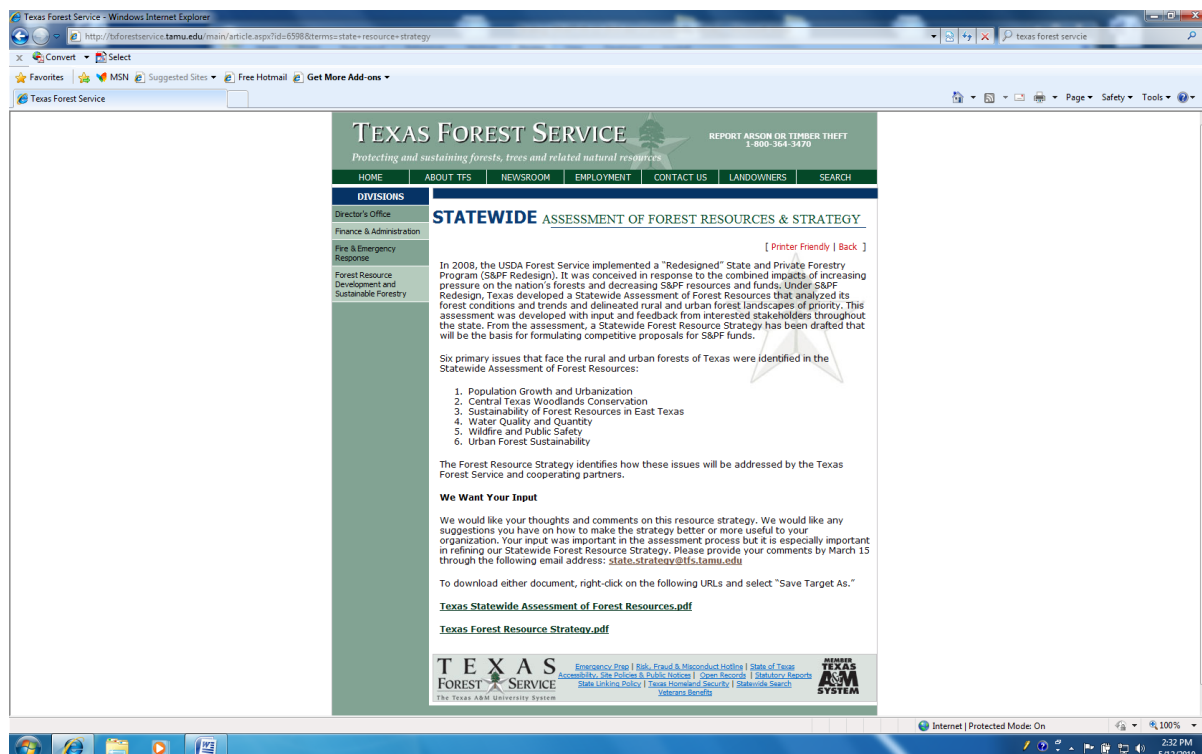 Texas Forest Service - Windows Internet Explorer
http://txforestservice.tamu.edu/main/article.aspx?id=6598&terms=state+resource+strategy
texas forest servcie
x Convert Select
Favorites MSN Suggested Sites Free Hotmail Get More Add-ons
Texas Forest Service
Page Safety Tools
TEXAS FOREST SERVICE
Protecting and sustaining forests, trees and related natural resources
REPORT ARSON OR TIMBER THEFT
1-800-364-3470
HOME ABOUT TFS NEWSROOM EMPLOYMENT CONTACT US LANDOWNERS SEARCH
DIVISIONS
Director's Office
Finance & Administration
Fire & Emergency
Response
Forest Resource
Development and
Sustainable Forestry
STATEWIDE ASSESSMENT OF FOREST RESOURCES & STRATEGY
[ Printer Friendly | Back ]
In 2008, the USDA Forest Service implemented a "Redesigned" State and Private Forestry
Program (S&PF Redesign). It was conceived in response to the combined impacts of increasing
pressure on the nation's forests and decreasing S&PF resources and funds. Under S&PF
Redesign, Texas developed a Statewide Assessment of Forest Resources that analyzed its
forest conditions and trends and delineated rural and urban forest landscapes of priority. This
assessment was developed with input and feedback from interested stakeholders throughout
the state. From the assessment, a Statewide Forest Resource Strategy has been drafted that
will be the basis for formulating competitive proposals for S&PF funds.
Six primary issues that face the rural and urban forests of Texas were identified in the
Statewide Assessment of Forest Resources:
1. Population Growth and Urbanization
2. Central Texas Woodlands Conservation
3. Sustainability of Forest Resources in East Texas
4. Water Quality and Quantity
5. Wildfire and Public Safety
6. Urban Forest Sustainability
The Forest Resource Strategy identifies how these issues will be addressed by the Texas
Forest Service and cooperating partners.
We Want Your Input
We would like your thoughts and comments on this resource strategy. We would like any
suggestions you have on how to make the strategy better or more useful to your
organization. Your input was important in the assessment process but it is especially important
in refining our Statewide Forest Resource Strategy. Please provide your comments by March 15
through the following email address: state.strategy@tfs.tamu.edu
To download either document, right-click on the following URLs and select "Save Target As."
Texas Statewide Assessment of Forest Resources.pdf
Texas Forest Resource Strategy.pdf
TEXAS
FOREST SERVICE
The Texas A&M University System
Emergency Prep | Risk, Fraud & Misconduct Hotline | State of Texas
Accessibility, Site Policies & Public Notices | Open Records | Statutory Reports
State Linking Policy | Texas Homeland Security | Statewide Search
Veterans Benefits
MEMBER
TEXAS
A&M
SYSTEM
Internet | Protected Mode: On 100%
2:32 PM